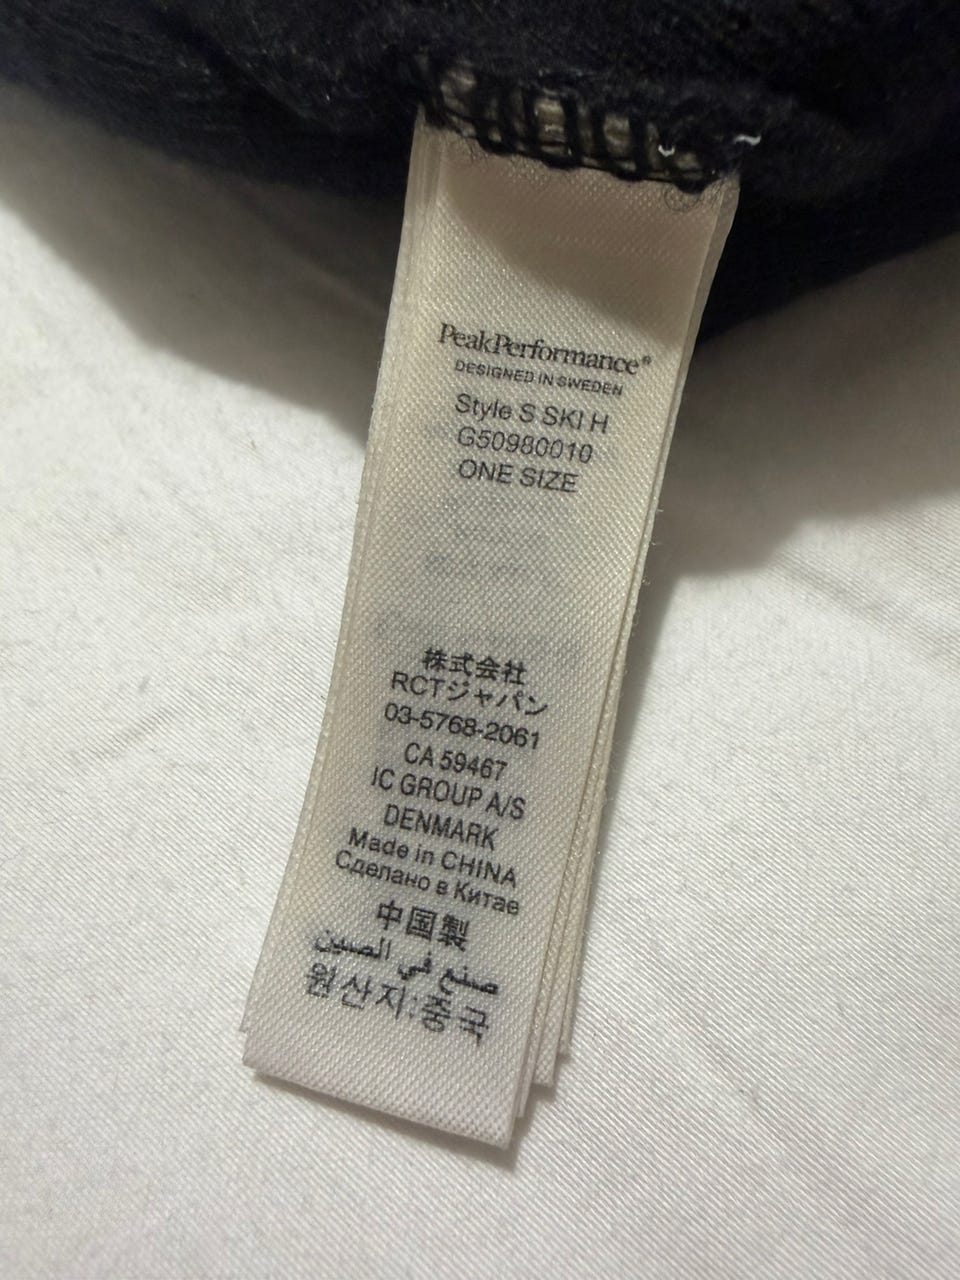 PeakPerformance®
DESIGNED IN SWEDEN
Style S SKI H
G50980010
ONE SIZE
株式会社
RCTジャパン
03-5768-2061
CA 59467
IC GROUP A/S
DENMARK
Made in CHINA
Сделано в Китае
中国製
صنع في الصين
원산지:중국